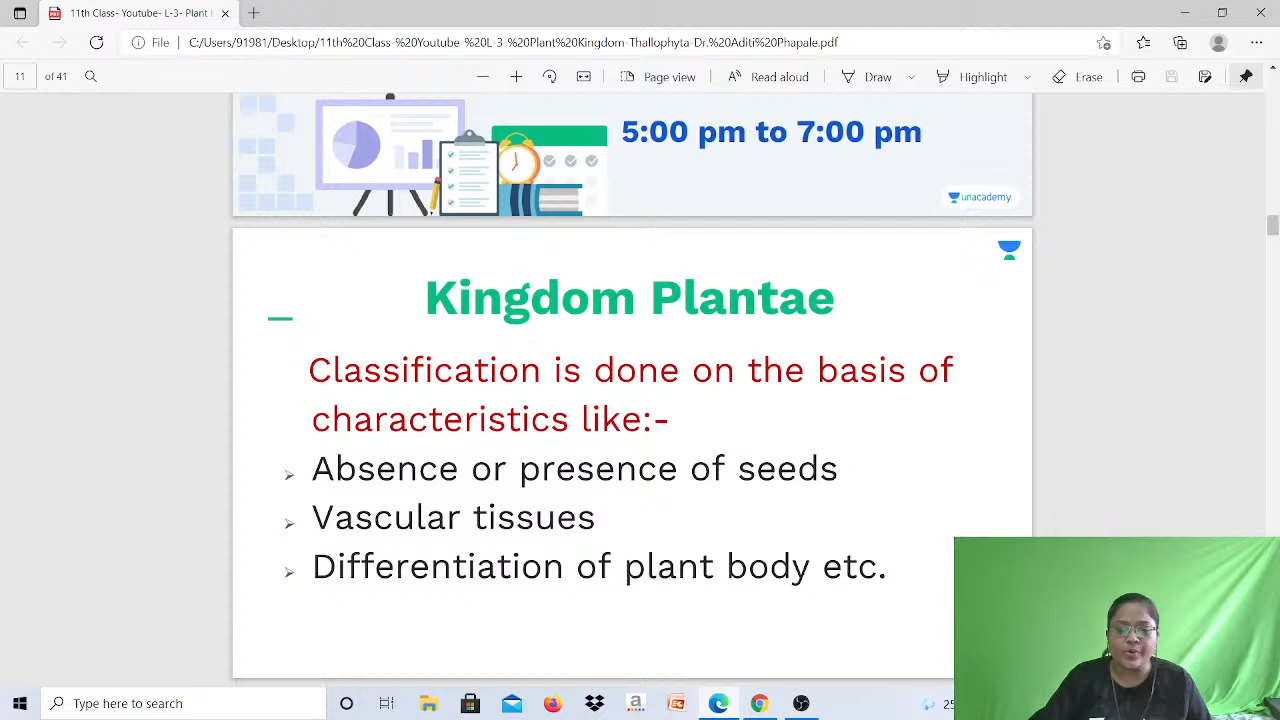 11th Class- Youtube- L-3- Plant
File
C:/Users/91981/Desktop/11th%20Class-%20Youtube-%20L-3-%20Plant%20Kingdom-Thallophyta-Dr.%20Aditi%20Phapale.pdf
11 of 41
Page view
Read aloud
Draw
Highlight
Erase
5:00 pm to 7:00 pm
unacademy
Kingdom Plantae
Classification is done on the basis of
characteristics like:-
➢ Absence or presence of seeds
➢ Vascular tissues
➢ Differentiation of plant body etc.
Type here to search